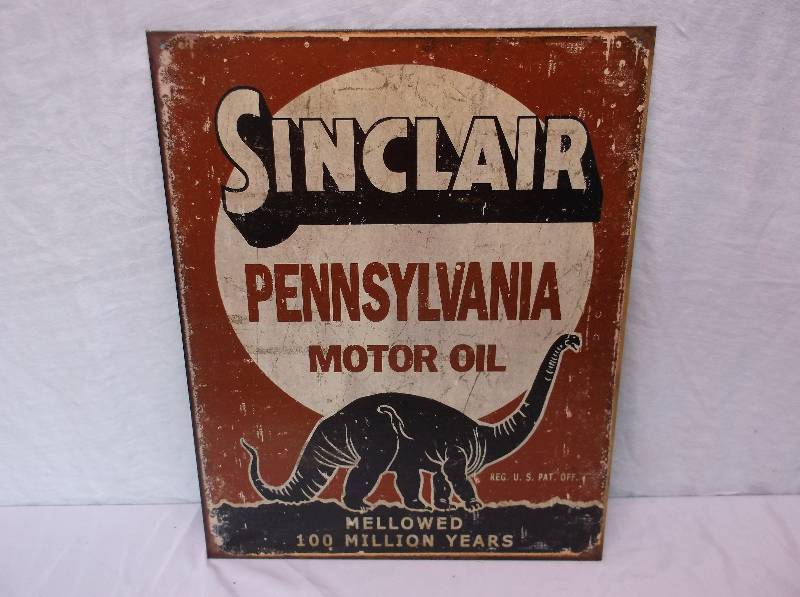 SINCLAIR
PENNSYLVANIA
MOTOR OIL
REG. U. S. PAT. OFF.
MELLOWED
100 MILLION YEARS